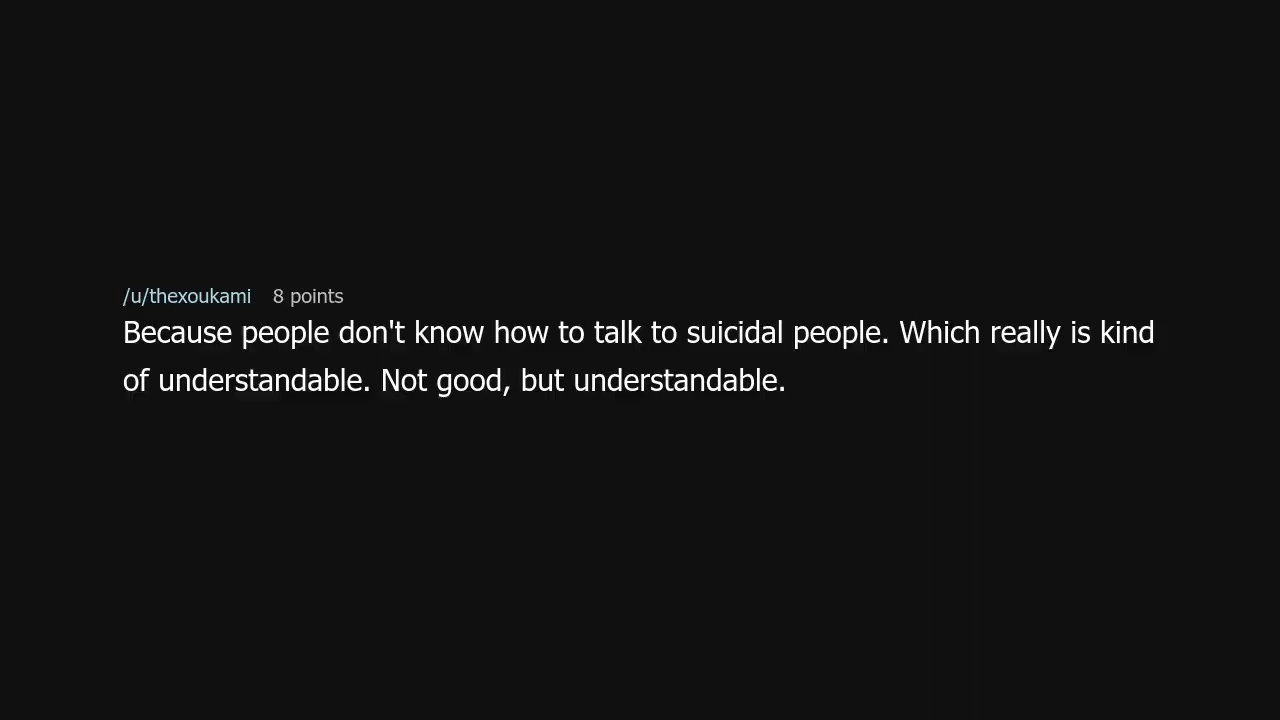 /u/thexoukami 8 points
Because people don't know how to talk to suicidal people. Which really is kind
of understandable. Not good, but understandable.